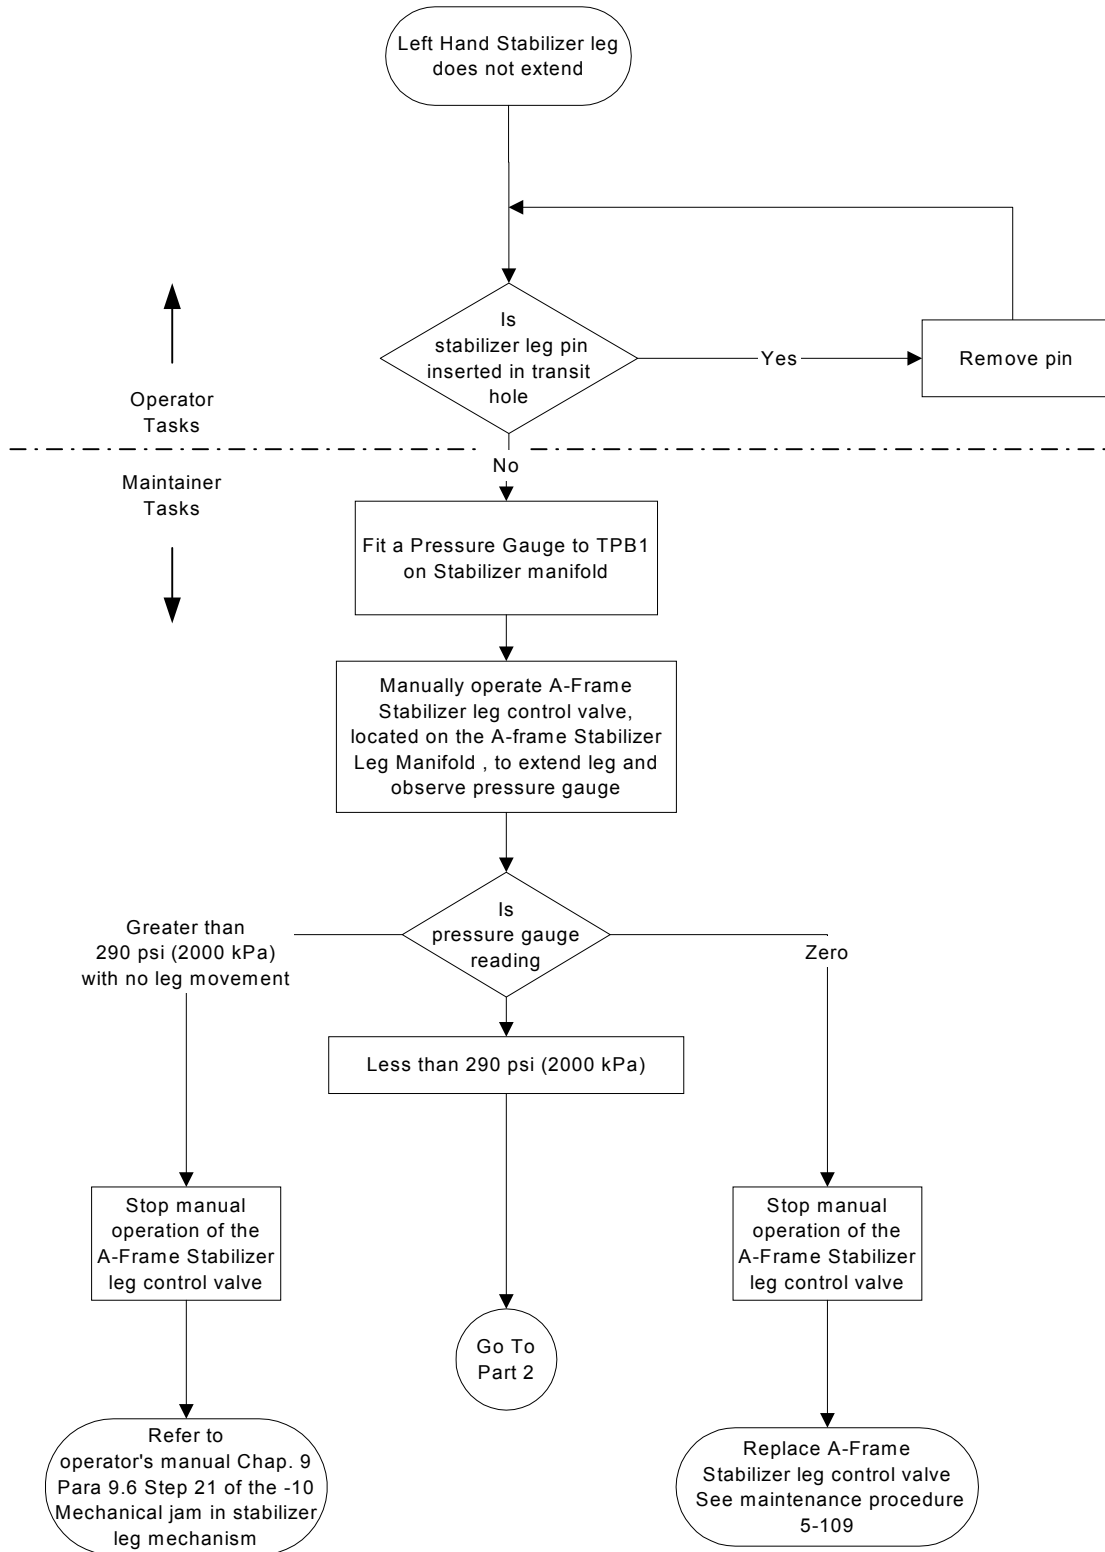 Left Hand Stabilizer leg
does not extend
Is
stabilizer leg pin
inserted in transit
hole
Yes
Remove pin
Operator
Tasks
No
Maintainer
Tasks
Fit a Pressure Gauge to TPB1
on Stabilizer manifold
Manually operate A-Frame
Stabilizer leg control valve,
located on the A-frame Stabilizer
Leg Manifold , to extend leg and
observe pressure gauge
Is
pressure gauge
reading
Greater than
290 psi (2000 kPa)
with no leg movement
Zero
Less than 290 psi (2000 kPa)
Stop manual
operation of the
A-Frame Stabilizer
leg control valve
Stop manual
operation of the
A-Frame Stabilizer
leg control valve
Go To
Part 2
Refer to
operator's manual Chap. 9
Para 9.6 Step 21 of the -10
Mechanical jam in stabilizer
leg mechanism
Replace A-Frame
Stabilizer leg control valve
See maintenance procedure
5-109